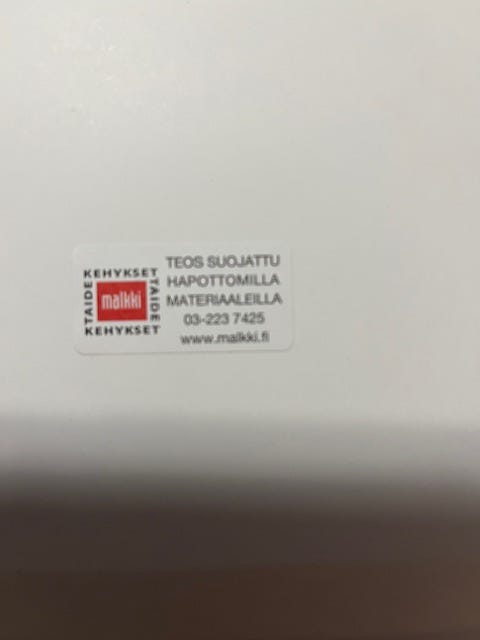 KEHYKSET
TAIDE
malkki
TAIDE
KEHYKSET
TEOS SUOJATTU
HAPOTTOMILLA
MATERIAALEILLA
03-223 7425
www.malkki.fi